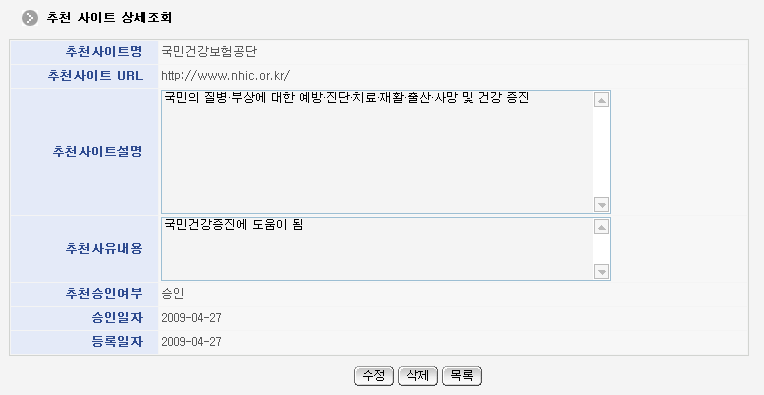 추천 사이트 상세조회
추천사이트명 국민건강보험공단
추천사이트 URL http://www.nhic.or.kr/
추천사이트설명 국민의 질병·부상에 대한 예방·진단·치료·재활·출산·사망 및 건강 증진
추천사유내용 국민건강증진에 도움이 됨
추천승인여부 승인
승인일자 2009-04-27
등록일자 2009-04-27
수정 삭제 목록